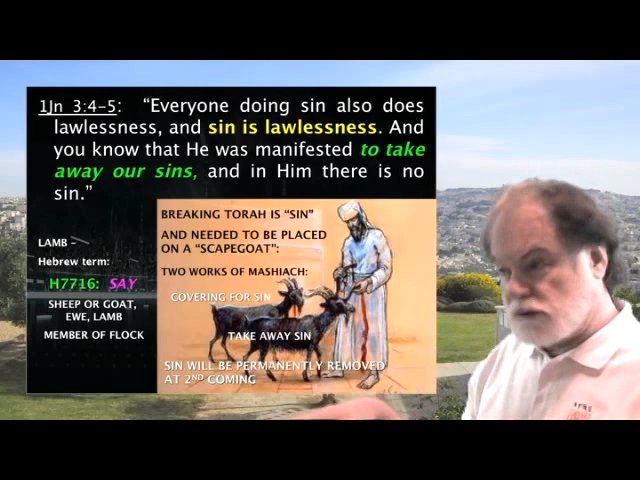 1Jn 3:4-5: “Everyone doing sin also does
lawlessness, and sin is lawlessness. And
you know that He was manifested to take
away our sins, and in Him there is no
sin.”
LAMB –
Hebrew term:
H7716: SAY
SHEEP OR GOAT,
EWE, LAMB
MEMBER OF FLOCK
BREAKING TORAH IS “SIN”
AND NEEDED TO BE PLACED
ON A “SCAPEGOAT”:
TWO WORKS OF MASHIACH:
COVERING FOR SIN
TAKE AWAY SIN
SIN WILL BE PERMANENTLY REMOVED
AT 2ND COMING